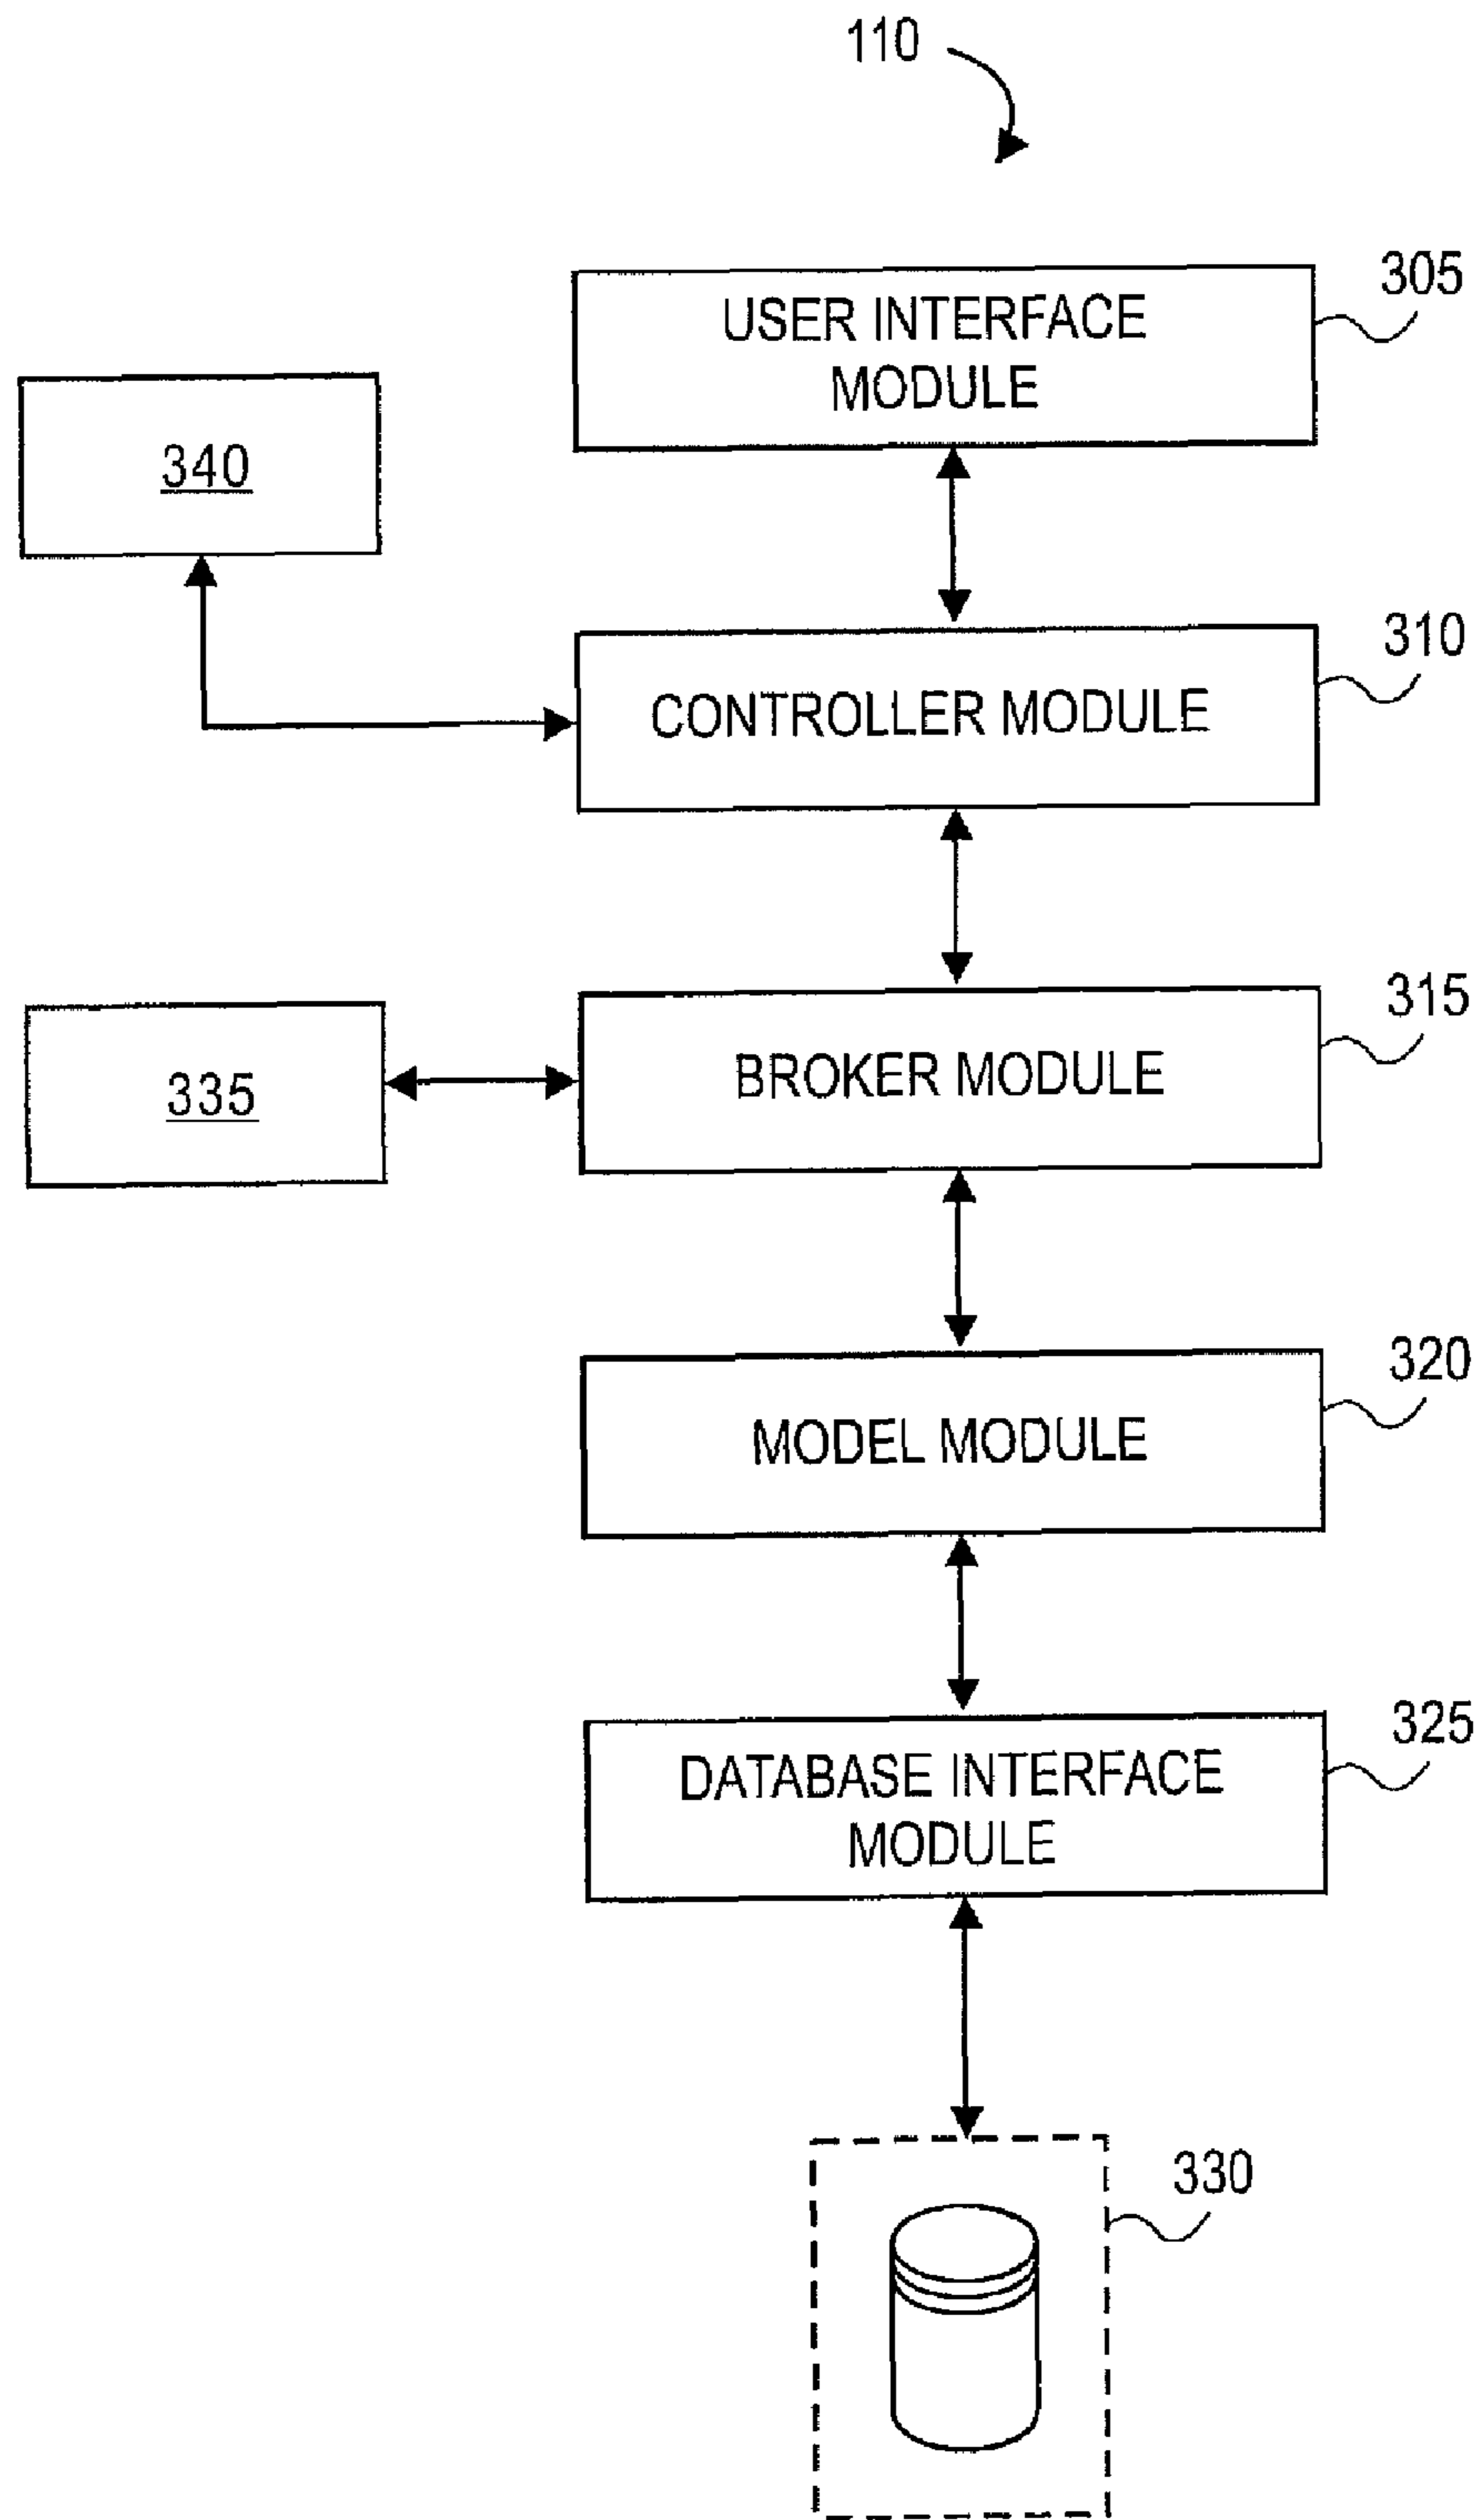 110
305
USER INTERFACE
MODULE
340
310
CONTROLLER MODULE
315
BROKER MODULE
335
320
MODEL MODULE
325
DATABASE INTERFACE
MODULE
330